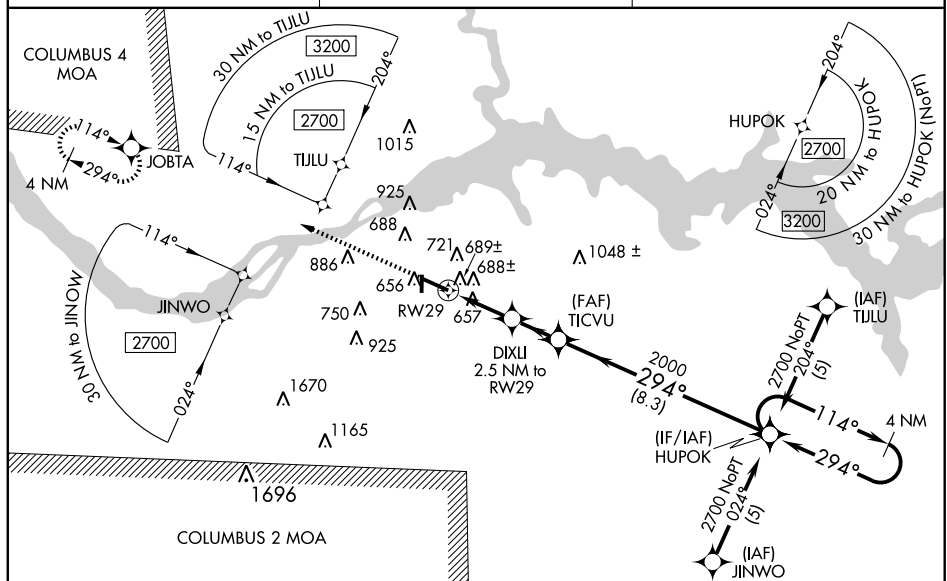 COLUMBUS 4
MOA
114°
294°
4 NM
JOBTA
30 NM to TIJLU
3200
15 NM to TIJLU
2700
204°
114°
TIJLU
1015
925
688
886
656
RW29
721
689±
688±
657
1048 ±
750
925
1670
1165
1696
204°
HUPOK
2700
024°
3200
20 NM to HUPOK
30 NM to HUPOK (NoPT)
114°
JINWO
30 NM to JINWO
2700
024°
(FAF)
TICVU
DIXLI
2.5 NM to
RW29
2000
294°
(8.3)
(IAF)
TIJLU
2700 NoPT
204°
(5)
114°
4 NM
294°
(IF/IAF)
HUPOK
2700 NoPT
024°
(5)
(IAF)
JINWO
COLUMBUS 2 MOA